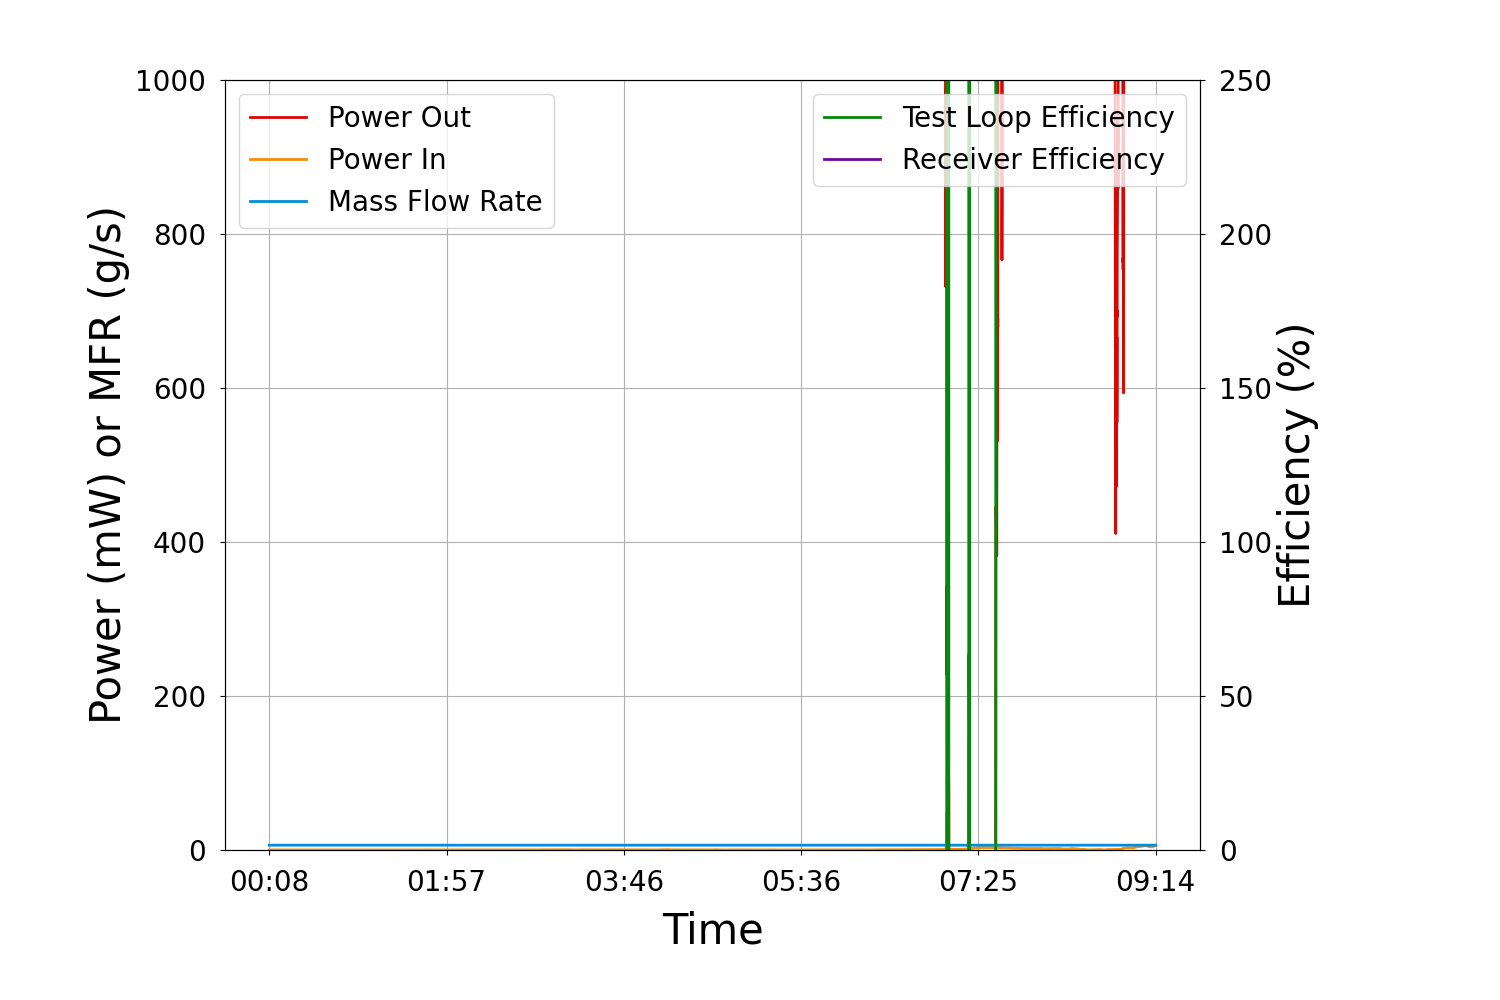 Power Out
Power In
Mass Flow Rate
Test Loop Efficiency
Receiver Efficiency
Power (mW) or MFR (g/s)
1000
800
600
400
200
0
Efficiency (%)
250
200
150
100
50
0
00:08 01:57 03:46 05:36 07:25 09:14
Time